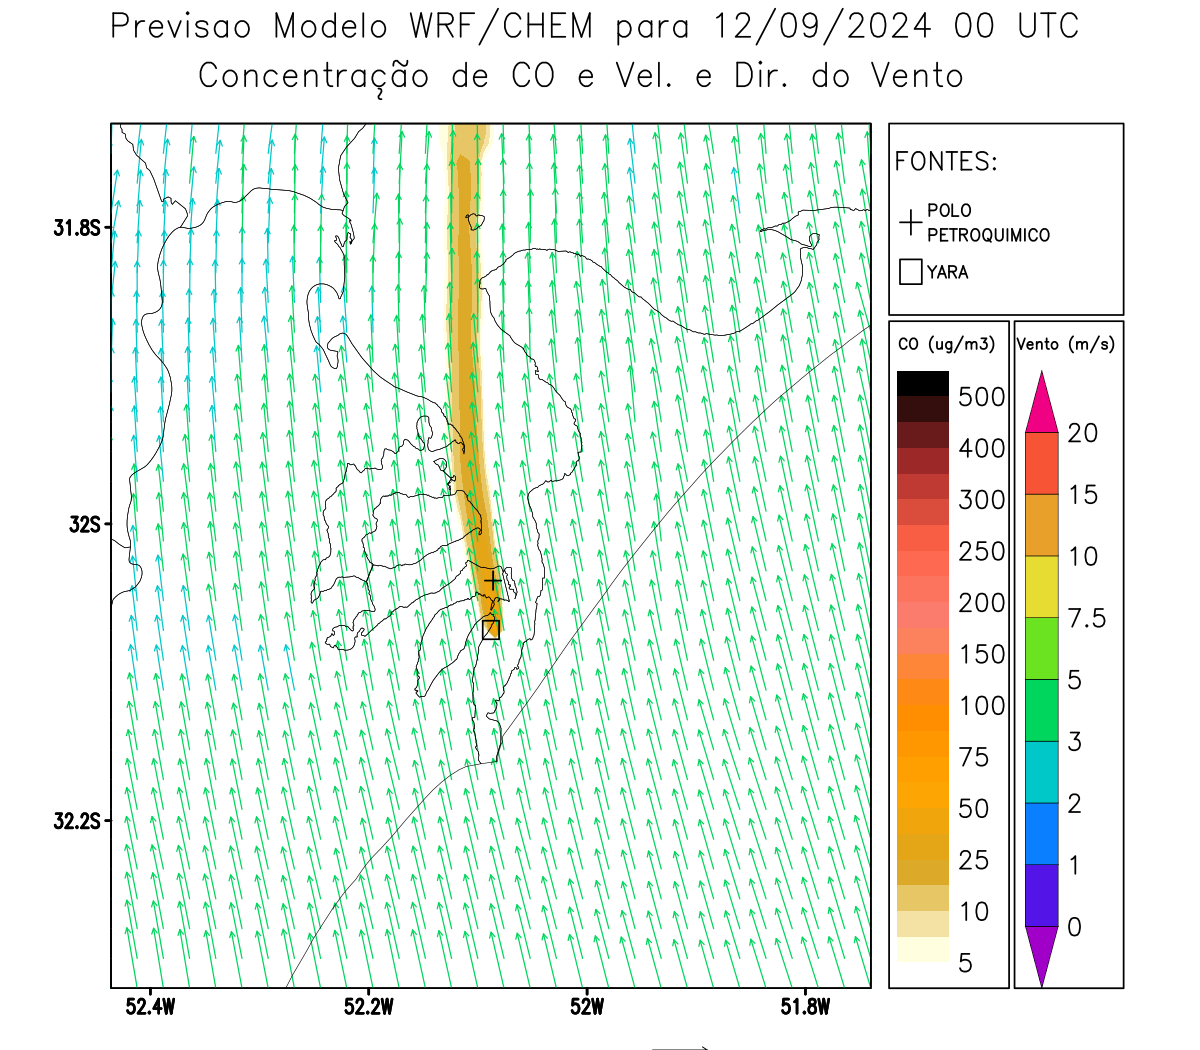 Previsao Modelo WRF/CHEM para 12/09/2024 00 UTC
Concentração de CO e Vel. e Dir. do Vento
FONTES:
POLO
PETROQUIMICO
YARA
31.8S
32S
32.2S
52.4W
52.2W
52W
51.8W
CO (ug/m3)
500
400
300
250
200
150
100
75
50
25
10
5
Vento (m/s)
20
15
10
7.5
5
3
2
1
0